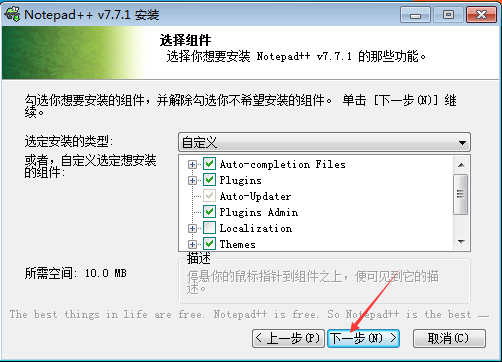 Notepad++ v7.7.1 安装
选择组件
选择你想要安装 Notepad++ v7.7.1 的那些功能。
勾选你想要安装的组件，并解除勾选你不希望安装的组件。 单击 [下一步(N)] 继
续。
选定安装的类型:
自定义
或者，自定义选定想安装
的组件:
Auto-completion Files
Plugins
Auto-Updater
Plugins Admin
Localization
Themes
描述
所需空间: 10.0 MB
停悬你的鼠标指针到组件之上，便可见到它的描
述。
The best things in life are free. Notepad++ is free. So Notepad++ is the best
< 上一步(P)
下一步(N) >
取消(C)